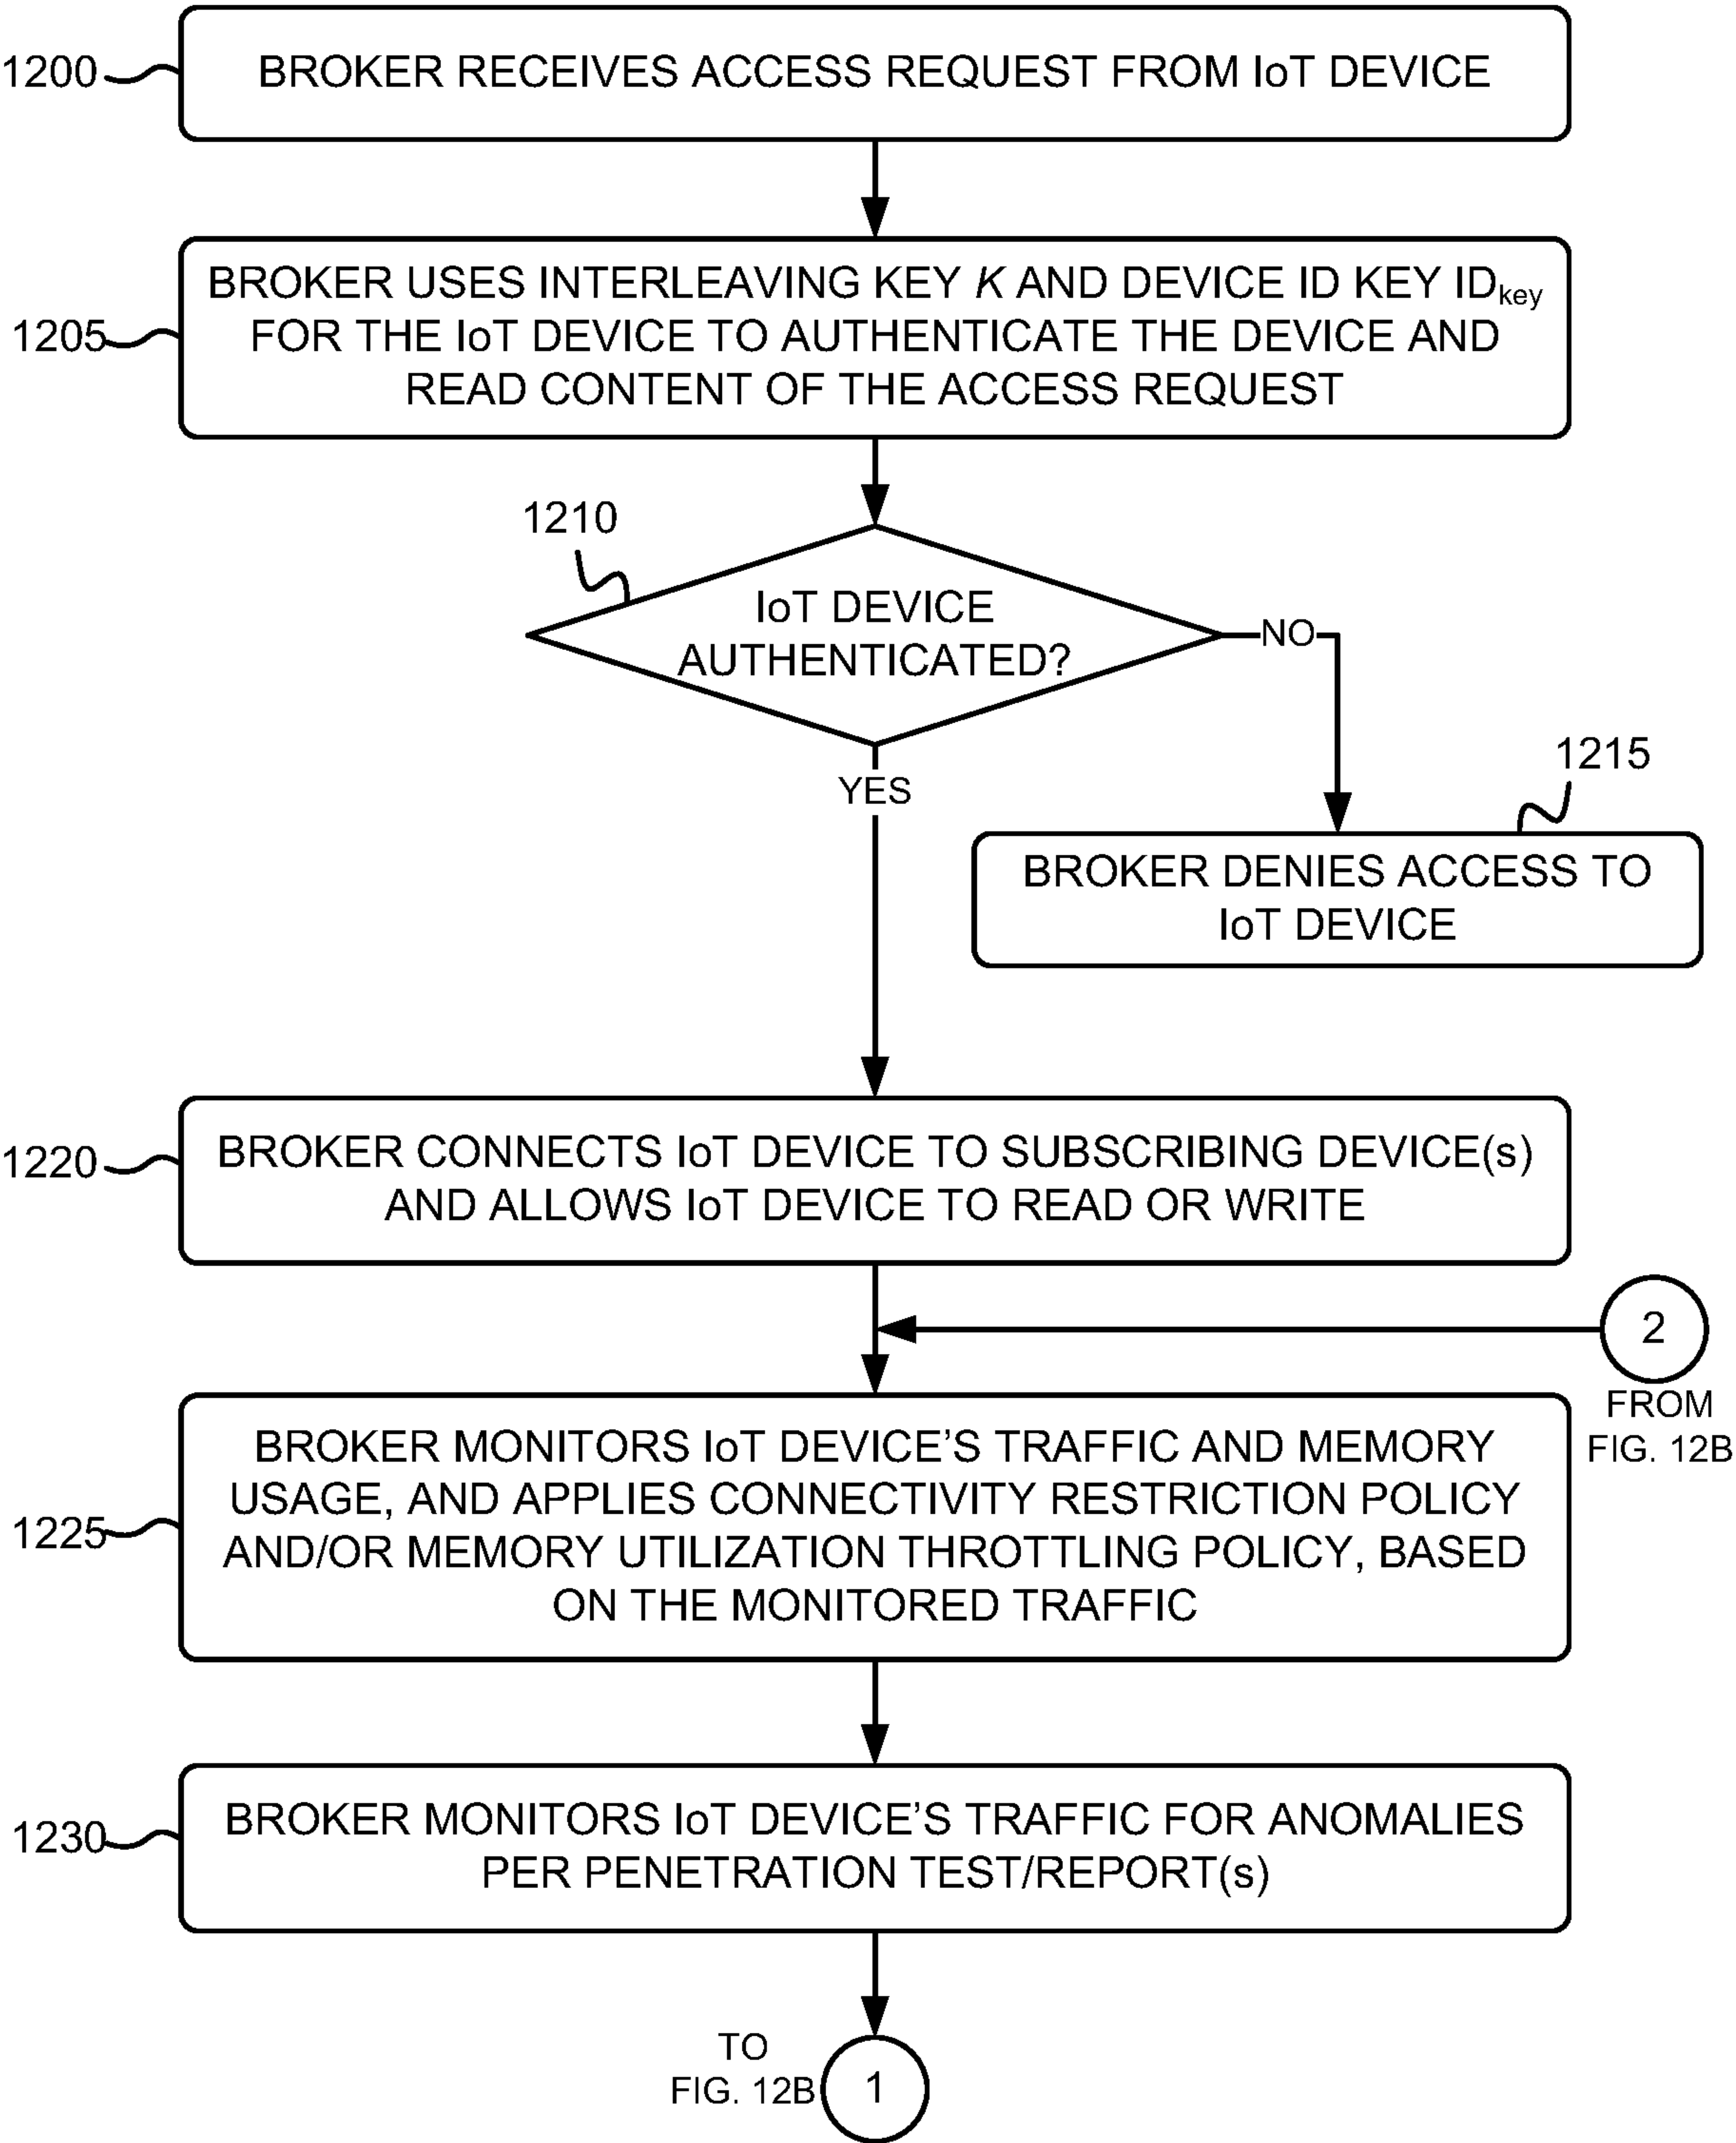 1200
BROKER RECEIVES ACCESS REQUEST FROM IoT DEVICE
1205
BROKER USES INTERLEAVING KEY K AND DEVICE ID KEY IDkey
FOR THE IoT DEVICE TO AUTHENTICATE THE DEVICE AND
READ CONTENT OF THE ACCESS REQUEST
1210
IoT DEVICE
AUTHENTICATED?
NO
YES
1215
BROKER DENIES ACCESS TO
IoT DEVICE
1220
BROKER CONNECTS IoT DEVICE TO SUBSCRIBING DEVICE(s)
AND ALLOWS IoT DEVICE TO READ OR WRITE
2
FROM
FIG. 12B
1225
BROKER MONITORS IoT DEVICE’S TRAFFIC AND MEMORY
USAGE, AND APPLIES CONNECTIVITY RESTRICTION POLICY
AND/OR MEMORY UTILIZATION THROTTLING POLICY, BASED
ON THE MONITORED TRAFFIC
1230
BROKER MONITORS IoT DEVICE’S TRAFFIC FOR ANOMALIES
PER PENETRATION TEST/REPORT(s)
TO
FIG. 12B
1